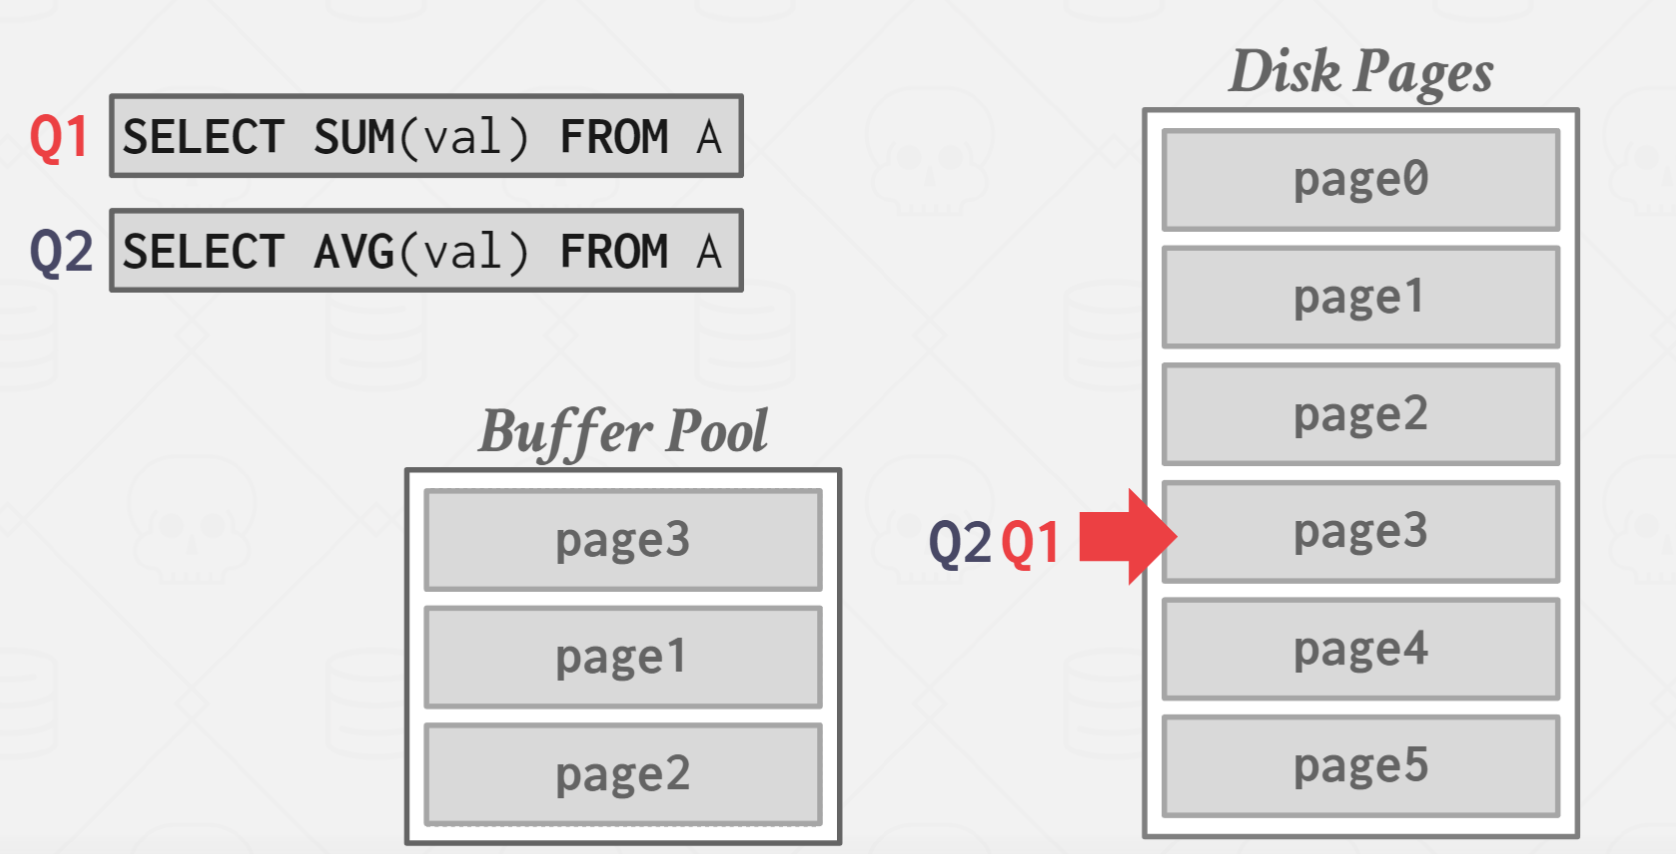 Q1 SELECT SUM(val) FROM A
Q2 SELECT AVG(val) FROM A
Buffer Pool
page3
page1
page2
Disk Pages
page0
page1
page2
Q2 Q1 page3
page4
page5